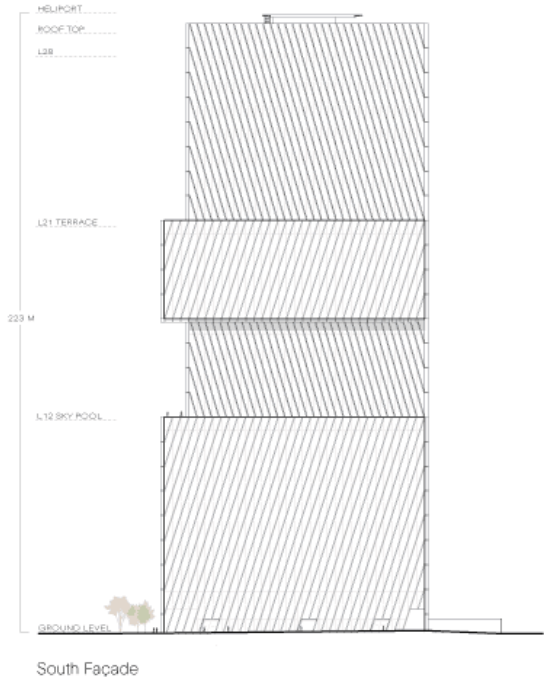 HELIPORT
ROOF TOP
L28
L21 TERRACE
223 M
L12 SKY POOL
GROUND LEVEL
South Façade